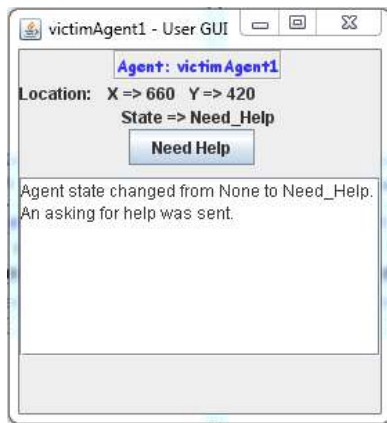 victimAgent1 - User GUI
Agent: victimAgent1
Location: X => 660 Y => 420
State => Need_Help
Need Help
Agent state changed from None to Need_Help.
An asking for help was sent.